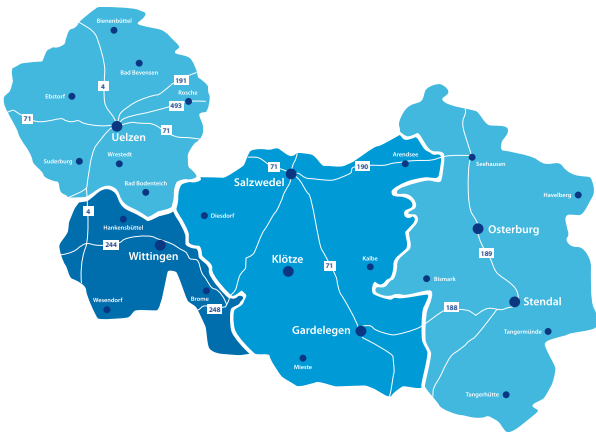 Bienenbüttel
Bad Bevensen
191
4
Rosche
Ebstorf
493
71
71
Uelzen
Wrestedt
Suderburg
Bad Bodenteich
4
Hankensbüttel
244
Wittingen
Wesendorf
Brome
248
71
190
Arendsee
Salzwedel
Diesdorf
Klötze
71
Kalbe
Gardelegen
Mieste
Seehausen
Havelberg
Osterburg
189
Bismark
Stendal
188
Tangermünde
Tangerhütte